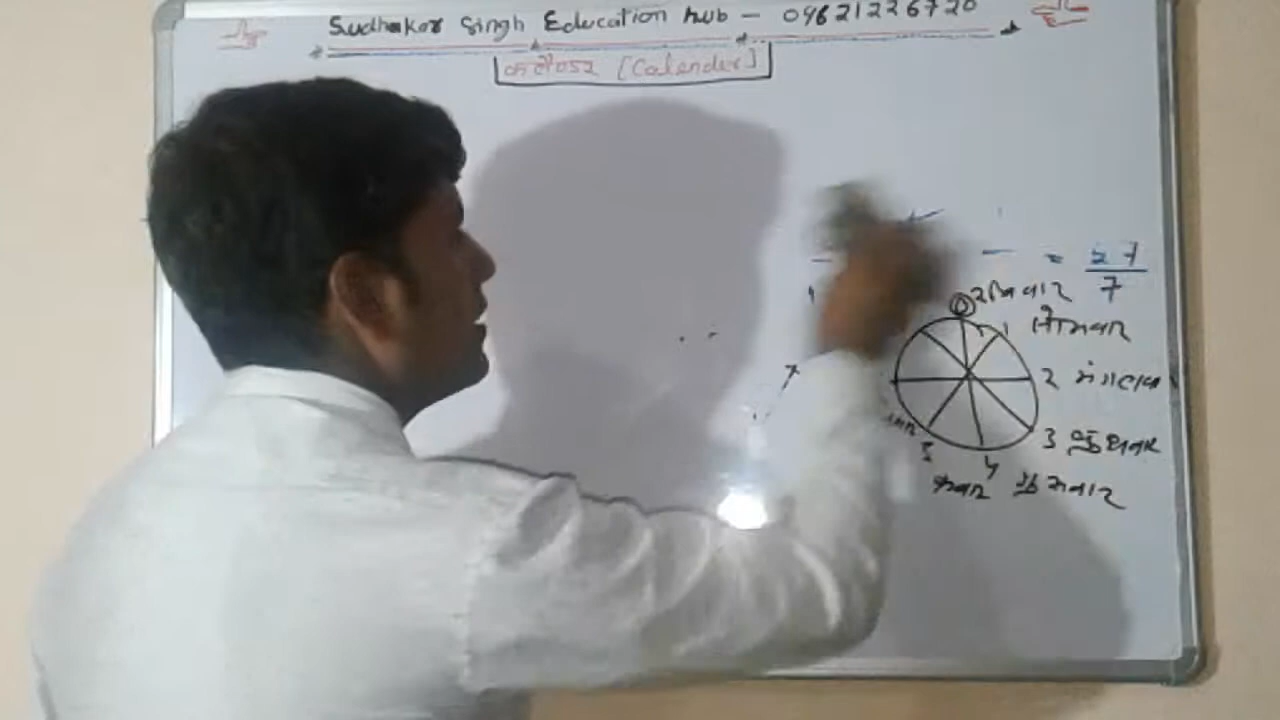 Sudhakar Singh Education hub - 09621226720
कलैण्डर [Calender]
= 27
7
0 रविवार
1 सोमवार
2 मंगलवा
3 बुधवार
4
5
गुरुवार